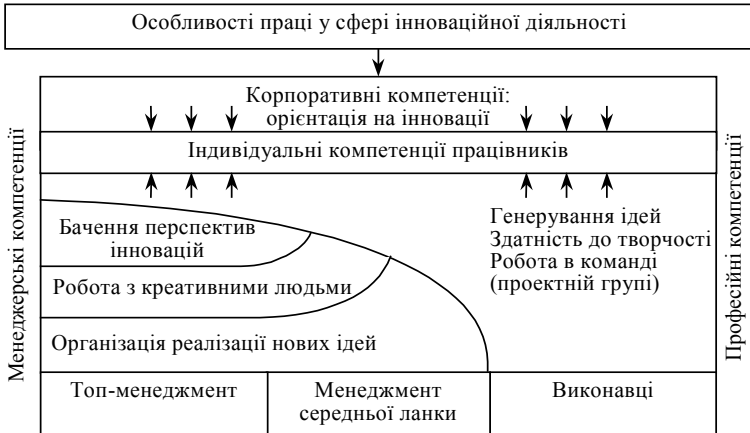 Особливості праці у сфері інноваційної діяльності
Корпоративні компетенції:
орієнтація на інновації
Індивідуальні компетенції працівників
Менеджерські компетенції
Бачення перспектив
інновацій
Робота з креативними людьми
Організація реалізації нових ідей
Генерування ідей
Здатність до творчості
Робота в команді
(проектній групі)
Професійні компетенції
Топ-менеджмент
Менеджмент
середньої ланки
Виконавці